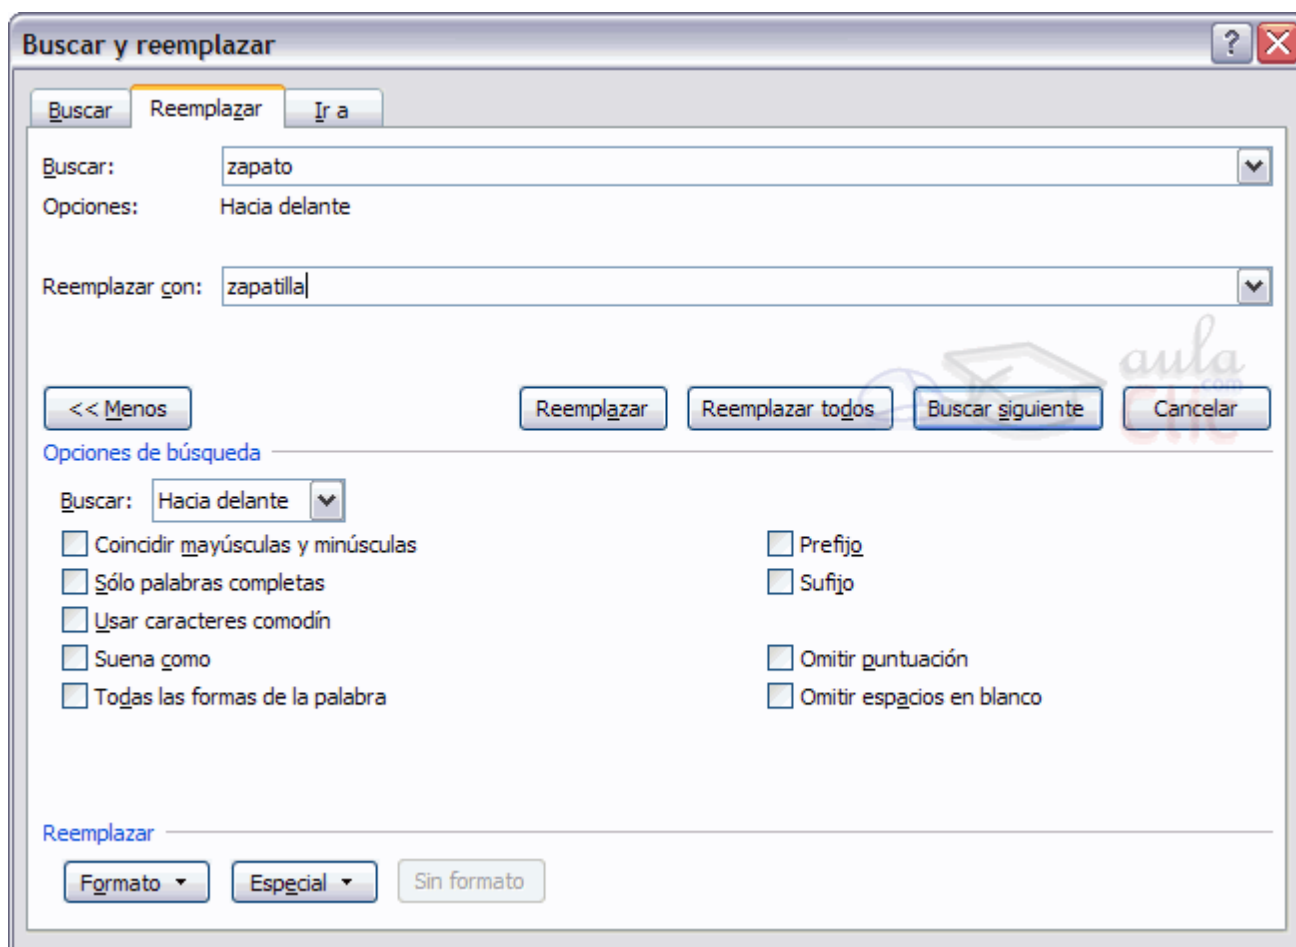 Buscar y reemplazar
?
Buscar Reemplazar Ir a
Buscar: zapato
Opciones: Hacia delante
Reemplazar con: zapatilla
aula
.com
Clic
<< Menos Reemplazar Reemplazar todos Buscar siguiente Cancelar
Opciones de búsqueda
Buscar: Hacia delante
Coincidir mayúsculas y minúsculas Prefijo
Sólo palabras completas Sufijo
Usar caracteres comodín
Suena como Omitir puntuación
Todas las formas de la palabra Omitir espacios en blanco
Reemplazar
Formato Especial Sin formato